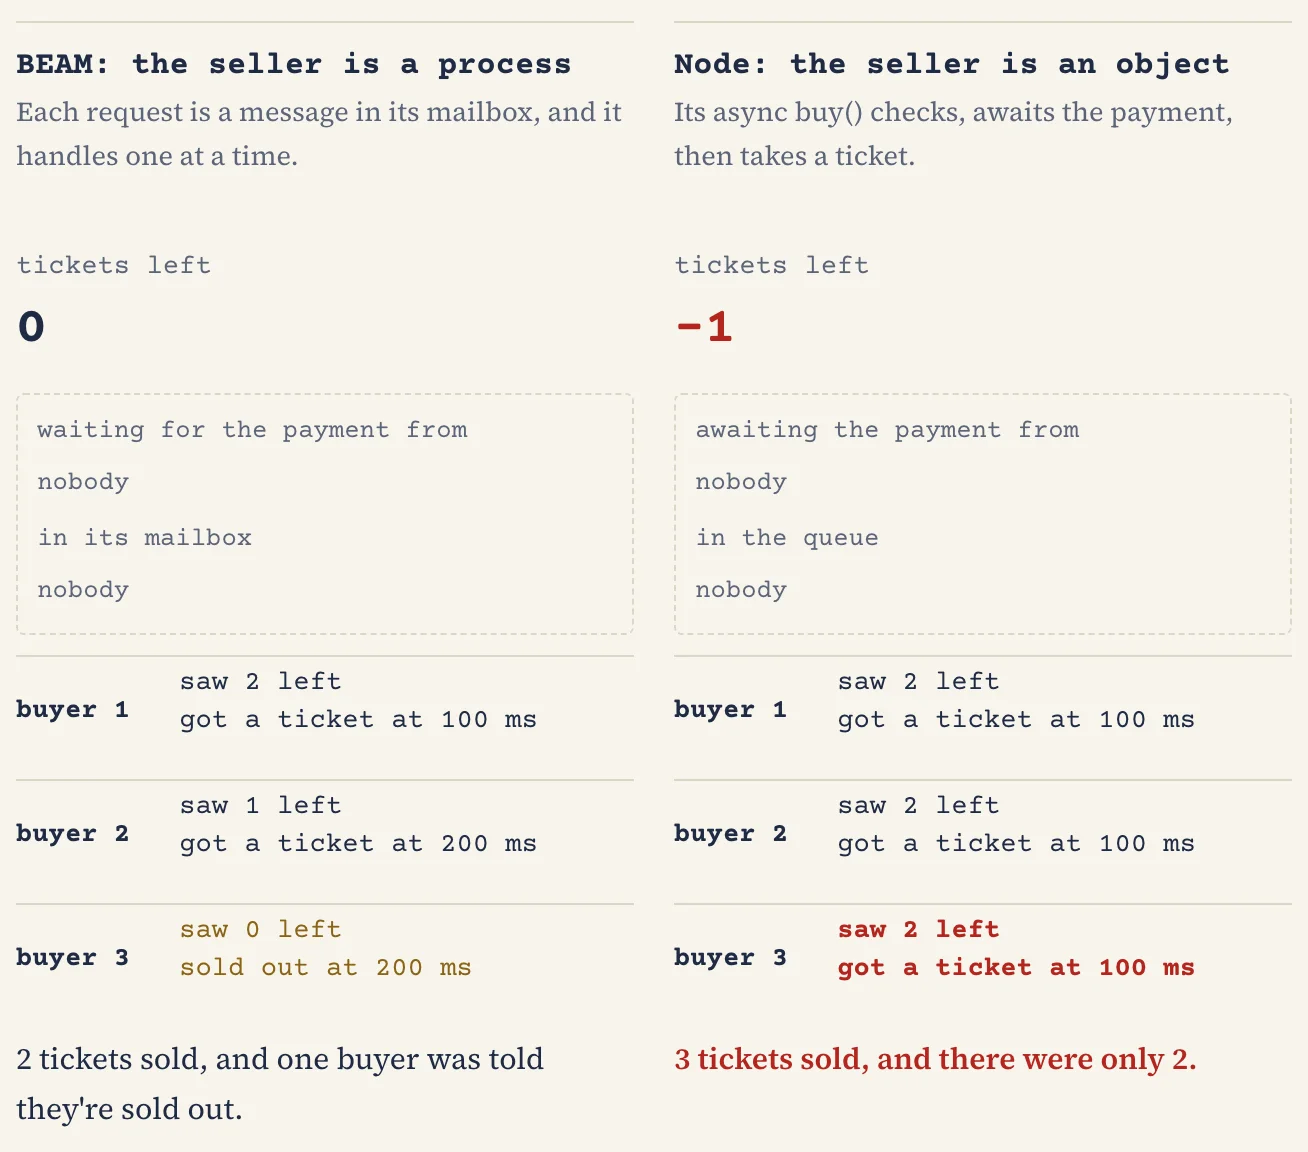 BEAM: the seller is a process
Each request is a message in its mailbox, and it
handles one at a time.
tickets left
0
waiting for the payment from
nobody
in its mailbox
nobody
buyer 1
saw 2 left
got a ticket at 100 ms
buyer 2
saw 1 left
got a ticket at 200 ms
buyer 3
saw 0 left
sold out at 200 ms
2 tickets sold, and one buyer was told
they're sold out.
Node: the seller is an object
Its async buy() checks, awaits the payment,
then takes a ticket.
tickets left
−1
awaiting the payment from
nobody
in the queue
nobody
buyer 1
saw 2 left
got a ticket at 100 ms
buyer 2
saw 2 left
got a ticket at 100 ms
buyer 3
saw 2 left
got a ticket at 100 ms
3 tickets sold, and there were only 2.